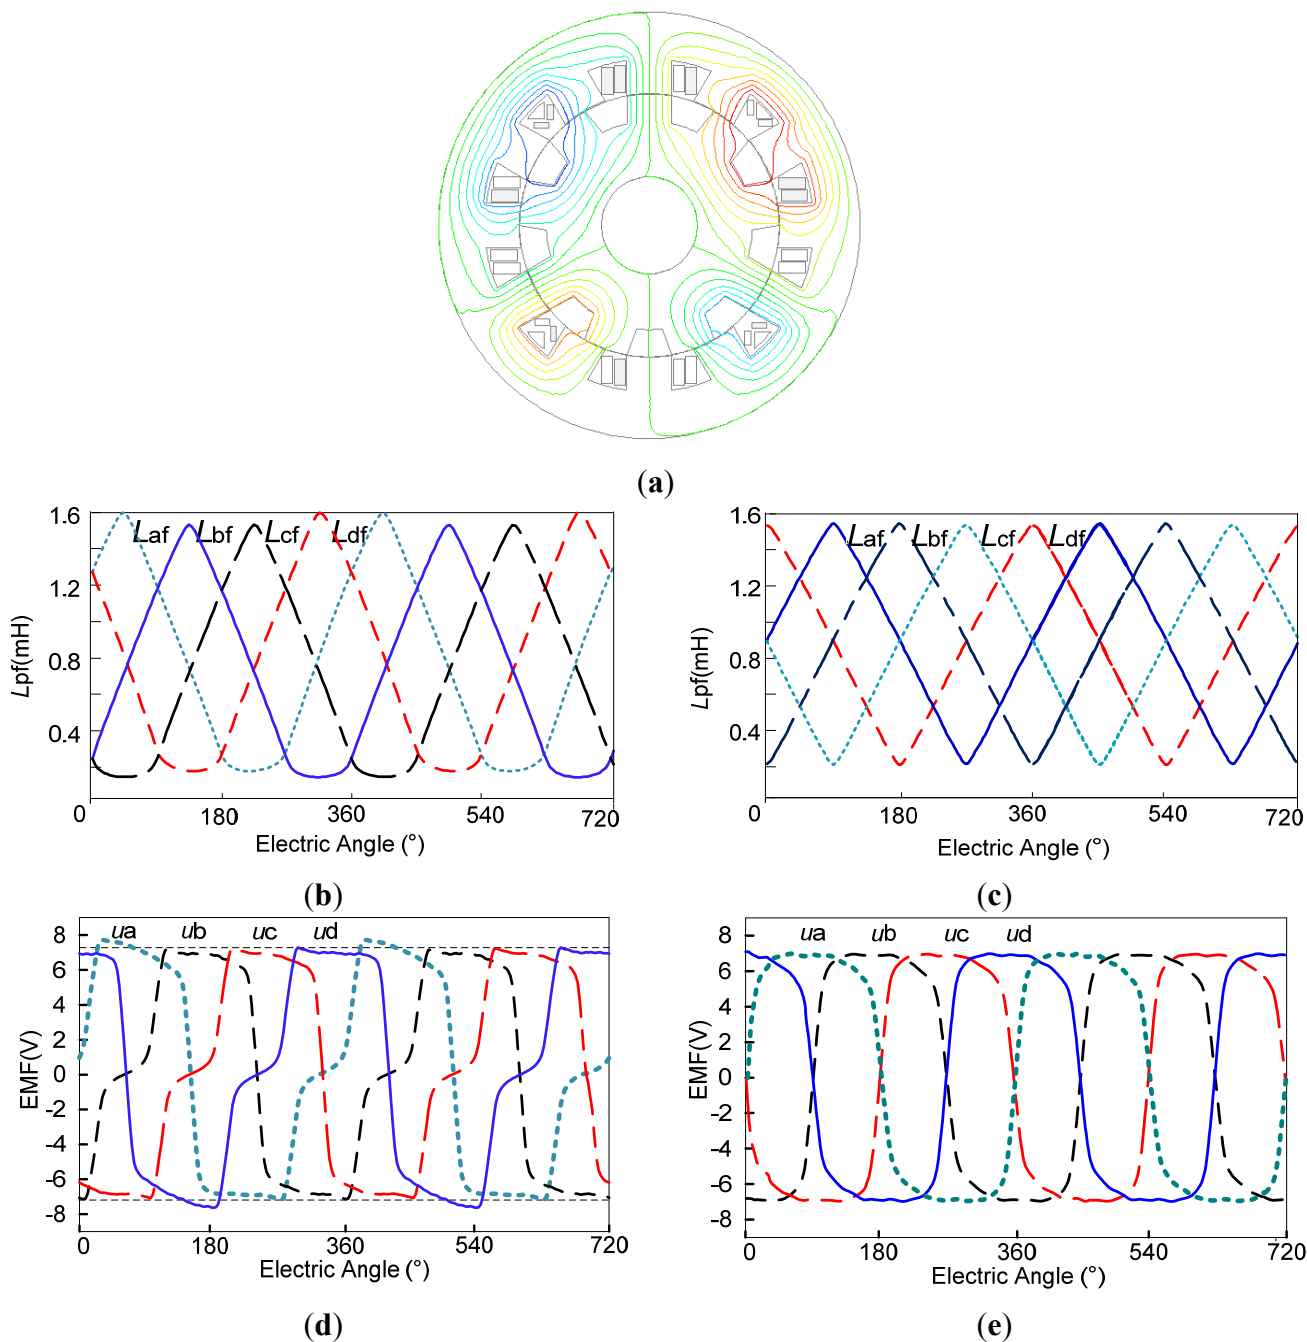 (a)
1.6
1.2
0.8
0.4
Lpf(mH)
Laf Lbf Lcf Ldf
0 180 360 540 720
Electric Angle (°)
(b)
1.6
1.2
0.8
0.4
Lpf(mH)
Laf Lbf Lcf Ldf
0 180 360 540 720
Electric Angle (°)
(c)
8
6
4
2
0
-2
-4
-6
-8
EMF(V)
ua ub uc ud
0 180 360 540 720
Electric Angle (°)
(d)
8
6
4
2
0
-2
-4
-6
-8
EMF(V)
ua ub uc ud
0 180 360 540 720
Electric Angle (°)
(e)